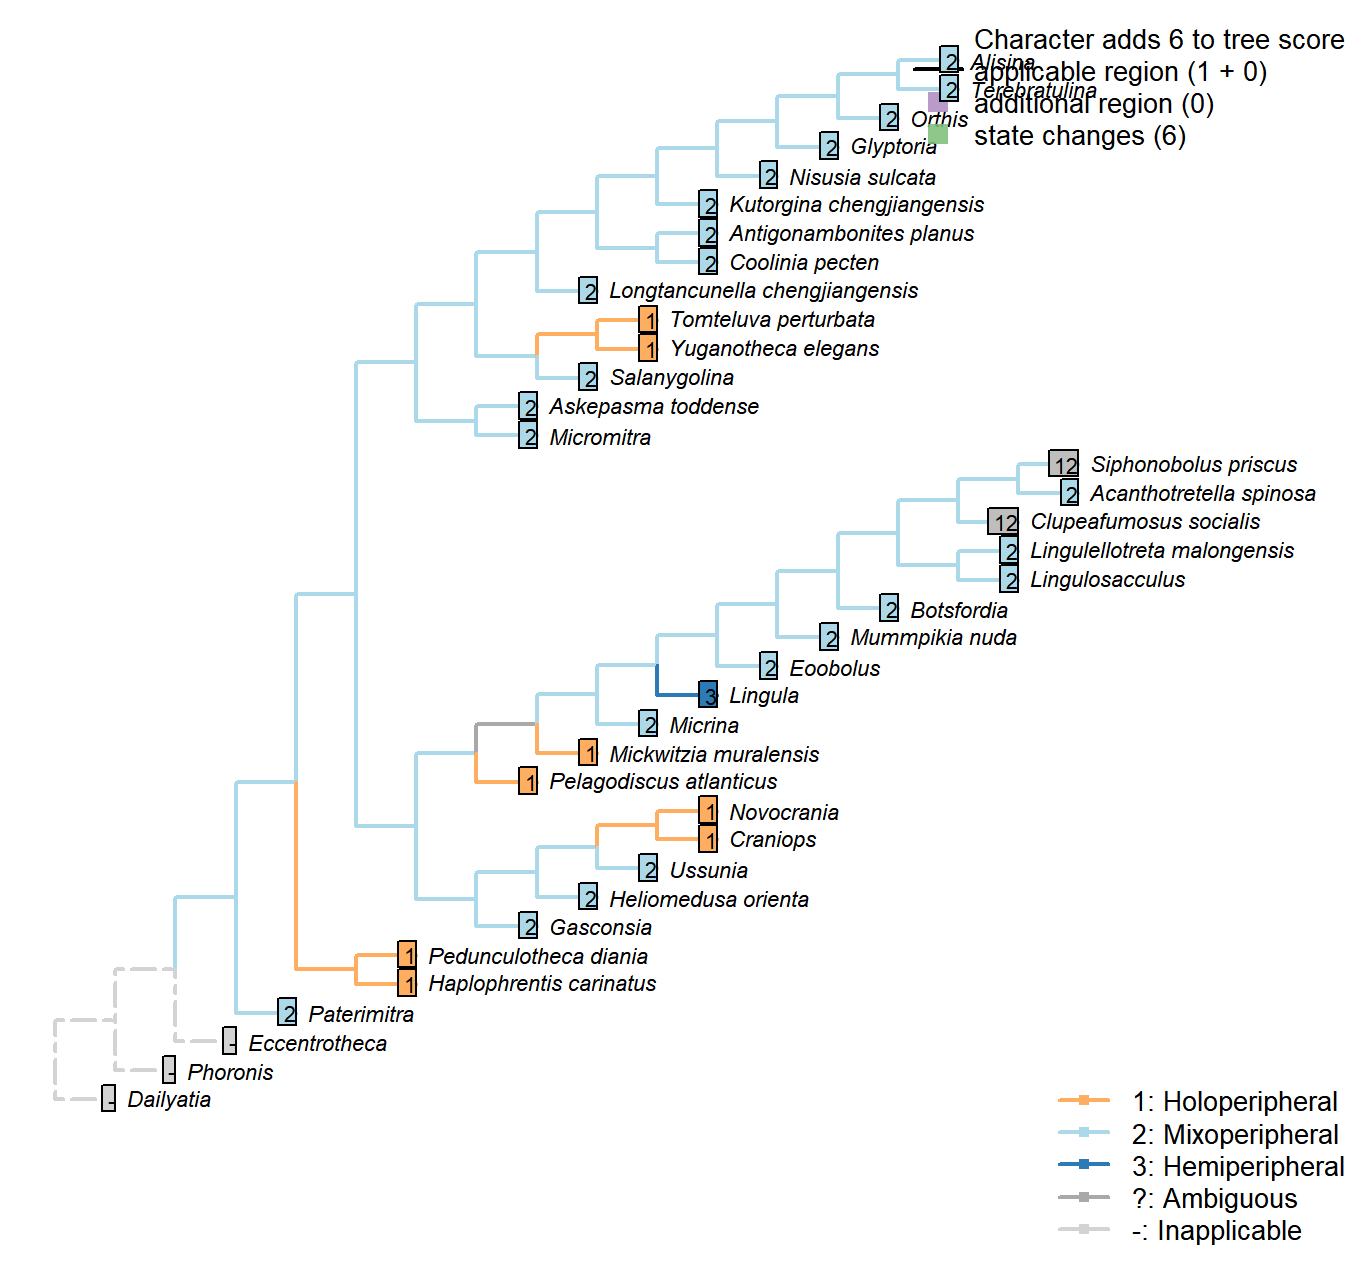 Character adds 6 to tree score
2 Alisina
applicable region (1 + 0)
2 Terebratulina
additional region (0)
2 Orthis
state changes (6)
2 Glyptoria
2 Nisusia sulcata
2 Kutorgina chengjiangensis
2 Antigonambonites planus
2 Coolinia pecten
2 Longtancunella chengjiangensis
1 Tomteluva perturbata
1 Yuganotheca elegans
2 Salanygolina
2 Askepasma toddense
2 Micromitra
12 Siphonobolus priscus
2 Acanthotretella spinosa
12 Clupeafumosus socialis
2 Lingulellotreta malongensis
2 Lingulosacculus
2 Botsfordia
2 Mummpikia nuda
2 Eoobolus
3 Lingula
2 Micrina
1 Mickwitzia muralensis
1 Pelagodiscus atlanticus
1 Novocrania
1 Craniops
2 Ussunia
2 Heliomedusa orienta
2 Gasconsia
1 Pedunculotheca diania
1 Haplophrentis carinatus
2 Paterimitra
- Eccentrotheca
- Phoronis
- Dailyatia
1: Holoperipheral
2: Mixoperipheral
3: Hemiperipheral
?: Ambiguous
-: Inapplicable